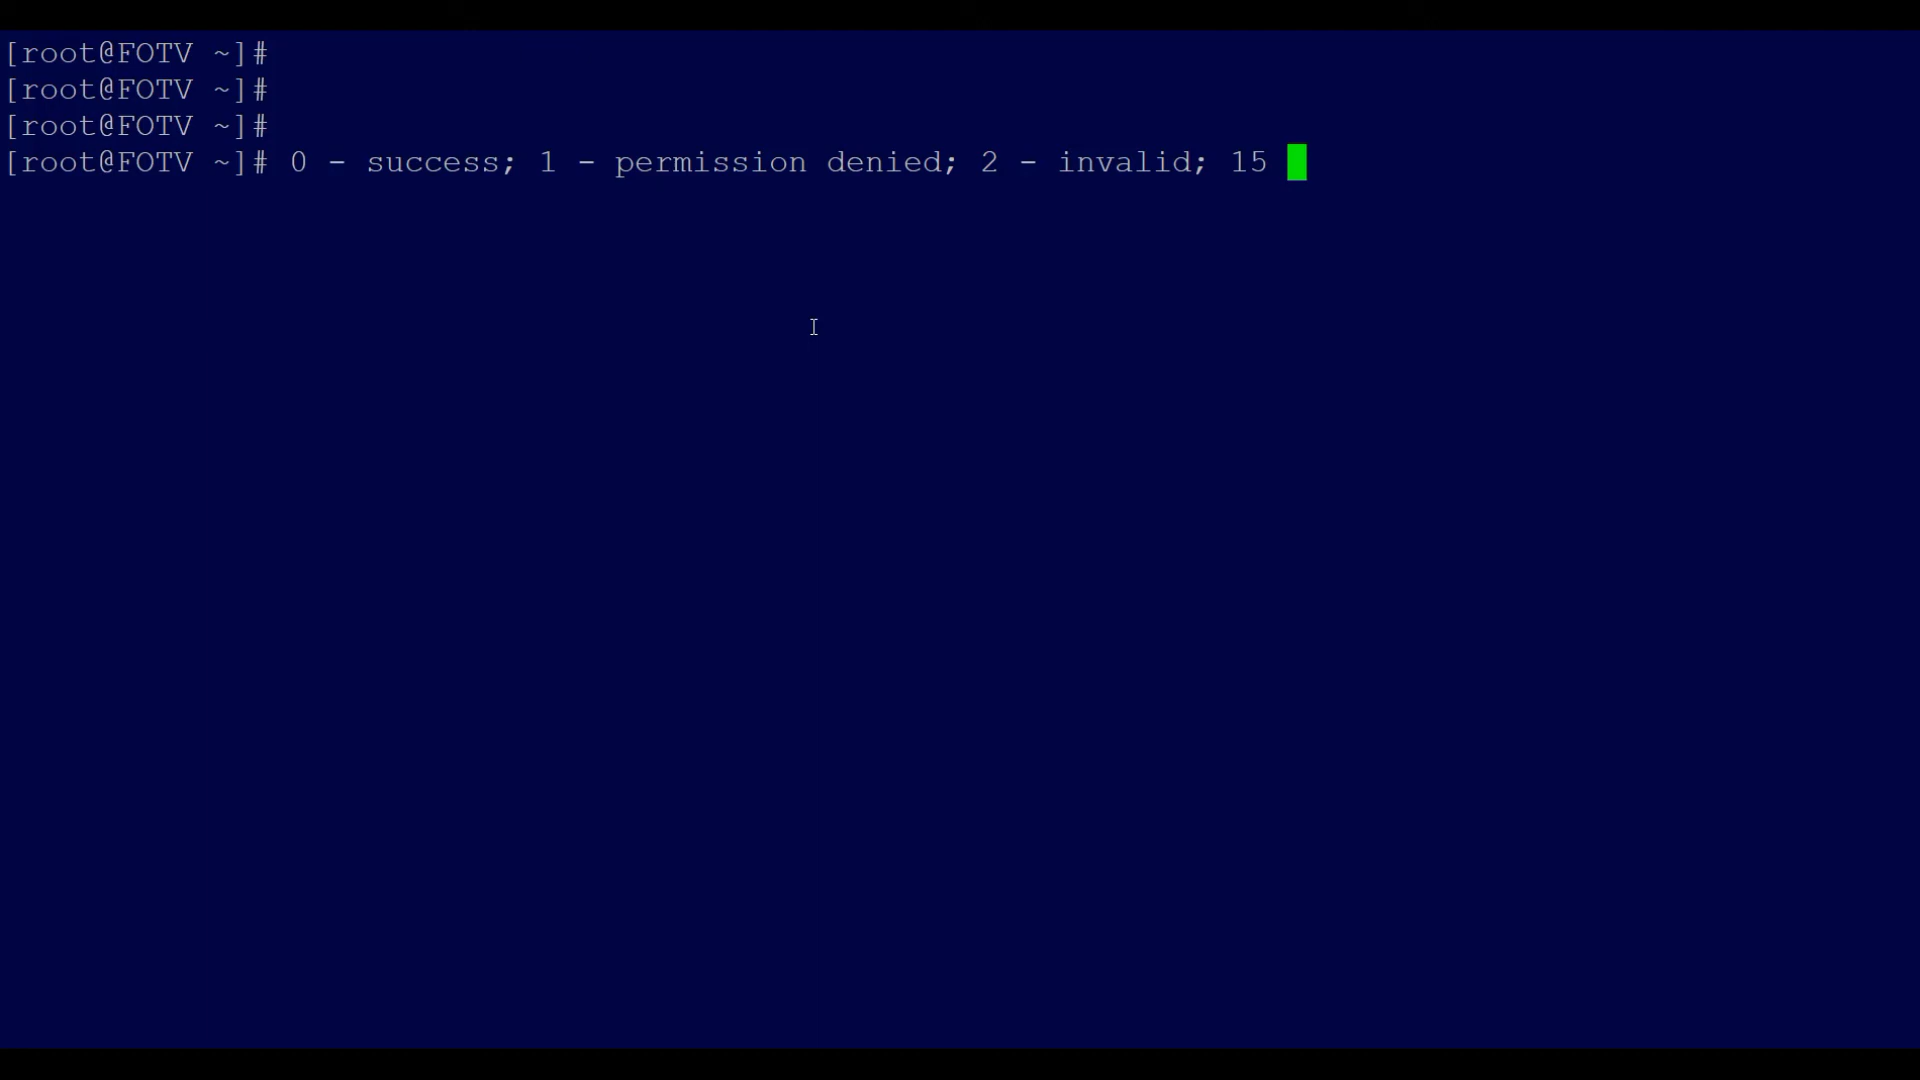 [root@FOTV ~]#
[root@FOTV ~]#
[root@FOTV ~]#
[root@FOTV ~]# 0 - success; 1 - permission denied; 2 - invalid; 15